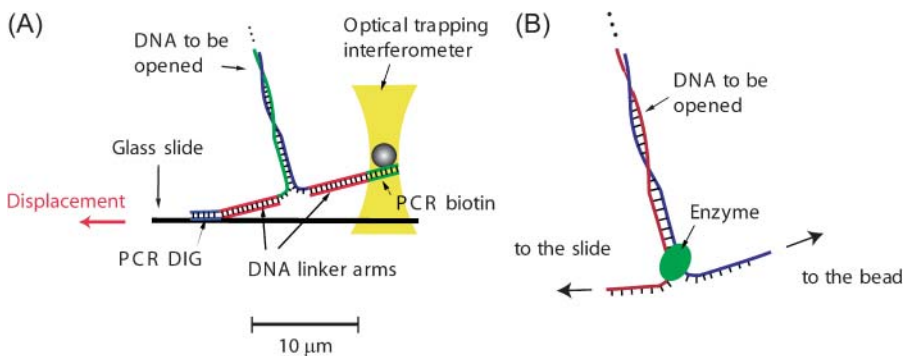 (A)
DNA to be
opened
Optical trapping
interferometer
Glass slide
Displacement
PCR biotin
PCR DIG
DNA linker arms
10 μm
(B)
DNA to be
opened
Enzyme
to the slide
to the bead